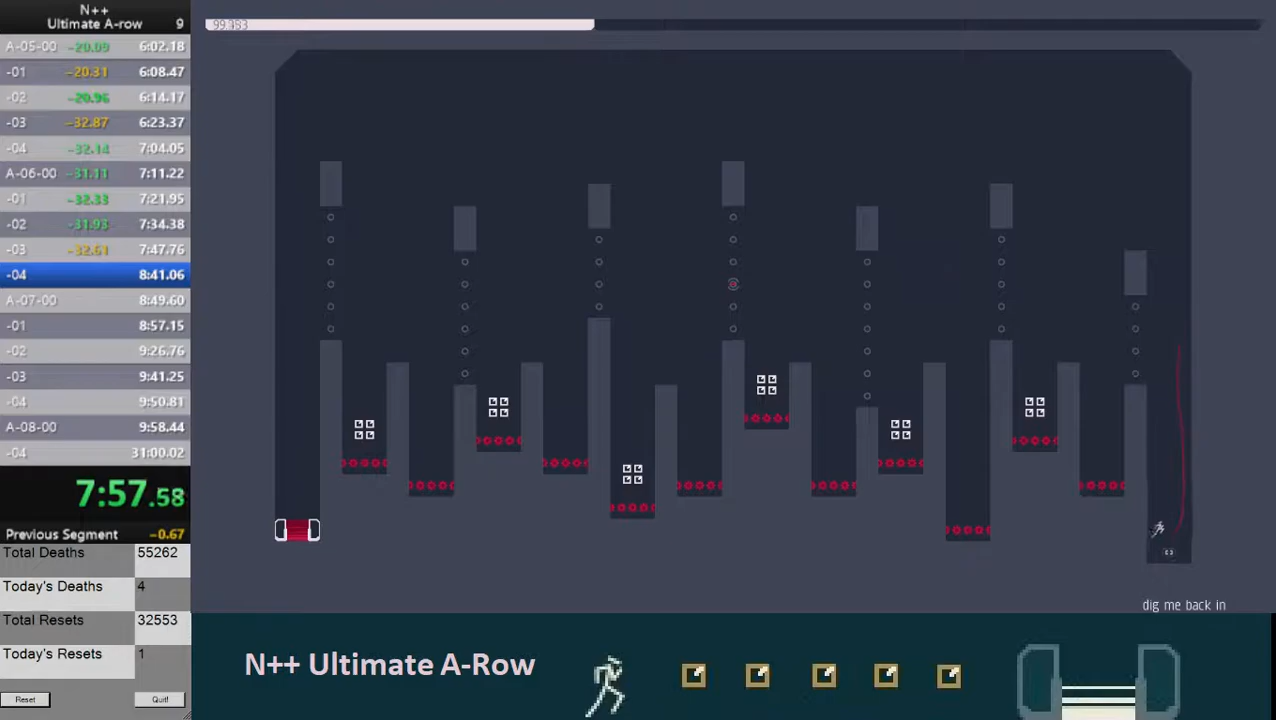 N++
Ultimate A-row 9
A-05-00 -20.09 6:02.18
-01 -20.31 6:08.47
-02 -20.96 6:14.17
-03 -32.87 6:23.37
-04 -32.14 7:04.05
A-06-00 -31.11 7:11.22
-01 -32.33 7:21.95
-02 -31.93 7:34.38
-03 -32.61 7:47.76
-04 8:41.06
A-07-00 8:49.60
-01 8:57.15
-02 9:26.76
-03 9:41.25
-04 9:50.81
A-08-00 9:58.44
-04 31:00.02
7:57.58
Previous Segment -0.67
Total Deaths 55262
Today's Deaths 4
Total Resets 32553
Today's Resets 1
Reset Quit!
dig me back in
N++ Ultimate A-Row